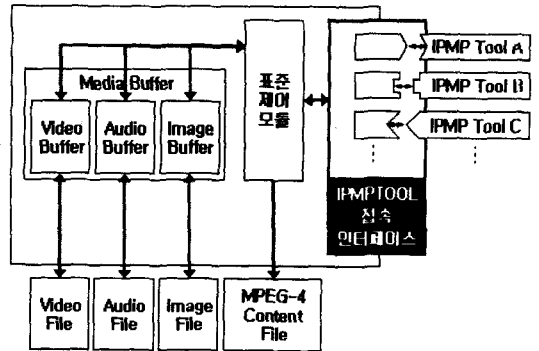 Media Buffer
Video
Buffer
Audio
Buffer
Image
Buffer
표준
제어
모듈
IPMP Tool A
IPMP Tool B
IPMP Tool C
IPMPTOOL
접속
인터페이스
Video
File
Audio
File
Image
File
MPEG-4
Content
File